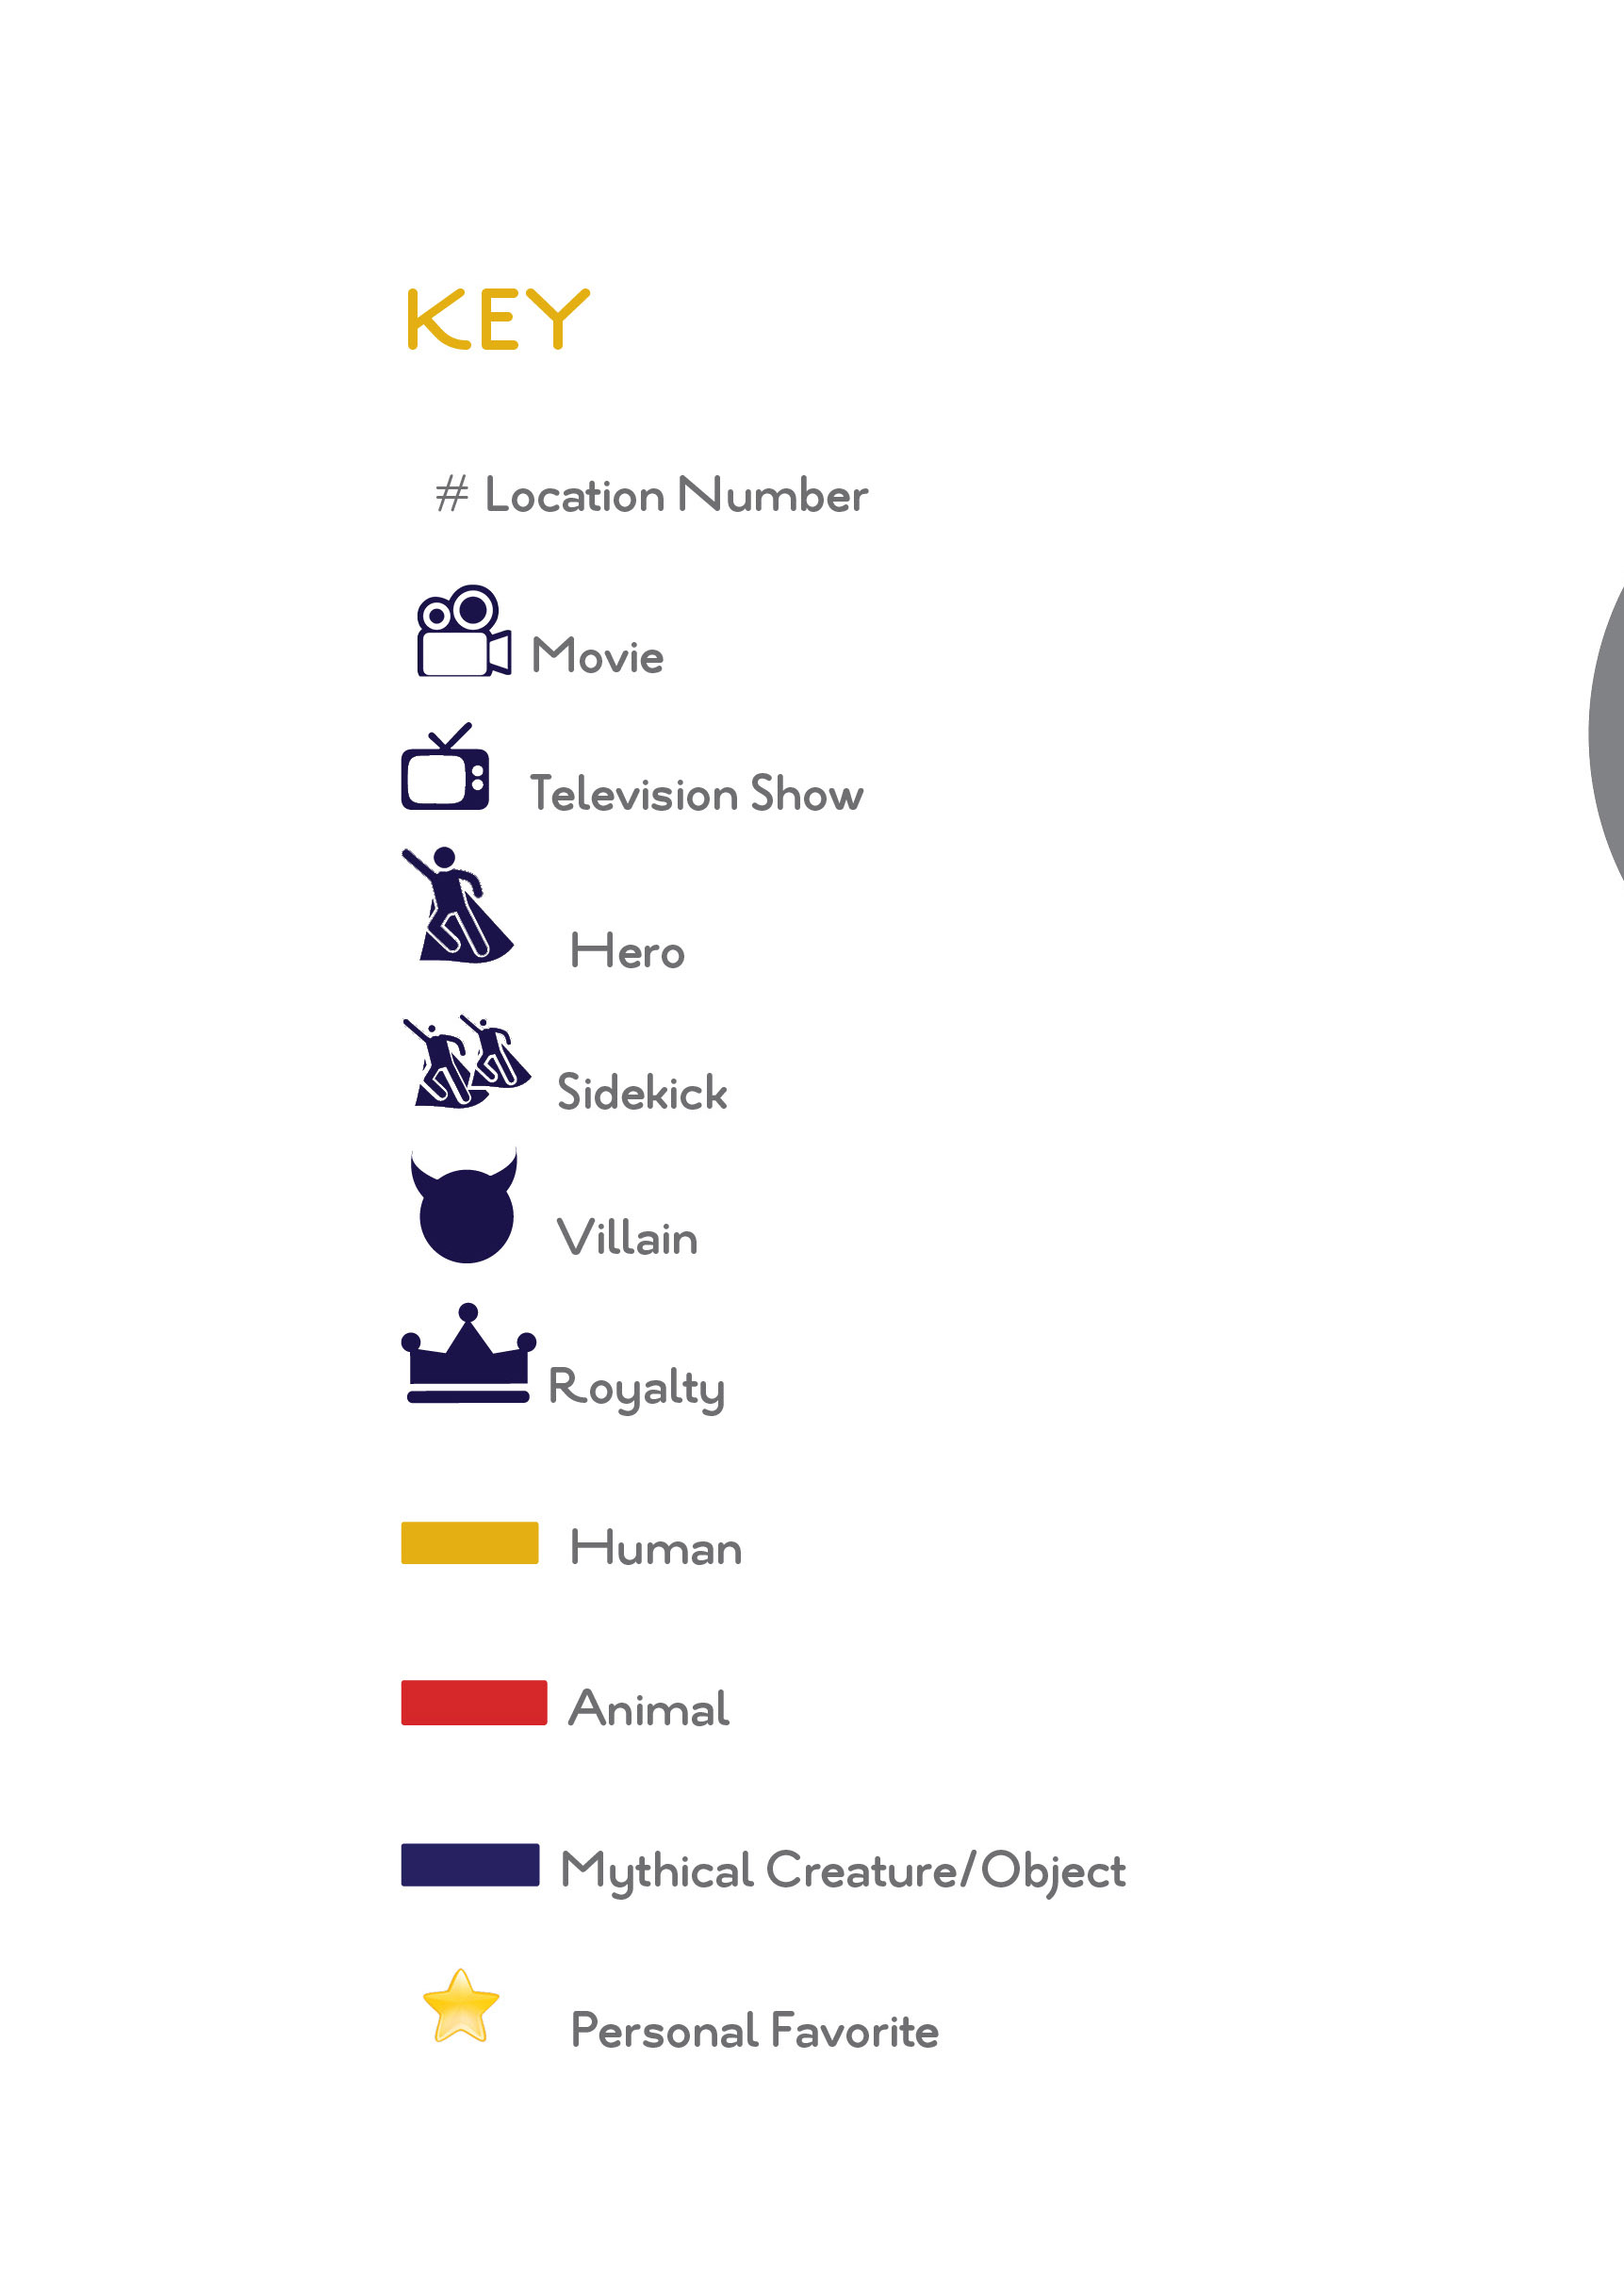 KEY
# Location Number
Movie
Television Show
Hero
Sidekick
Villain
Royalty
Human
Animal
Mythical Creature/Object
Personal Favorite